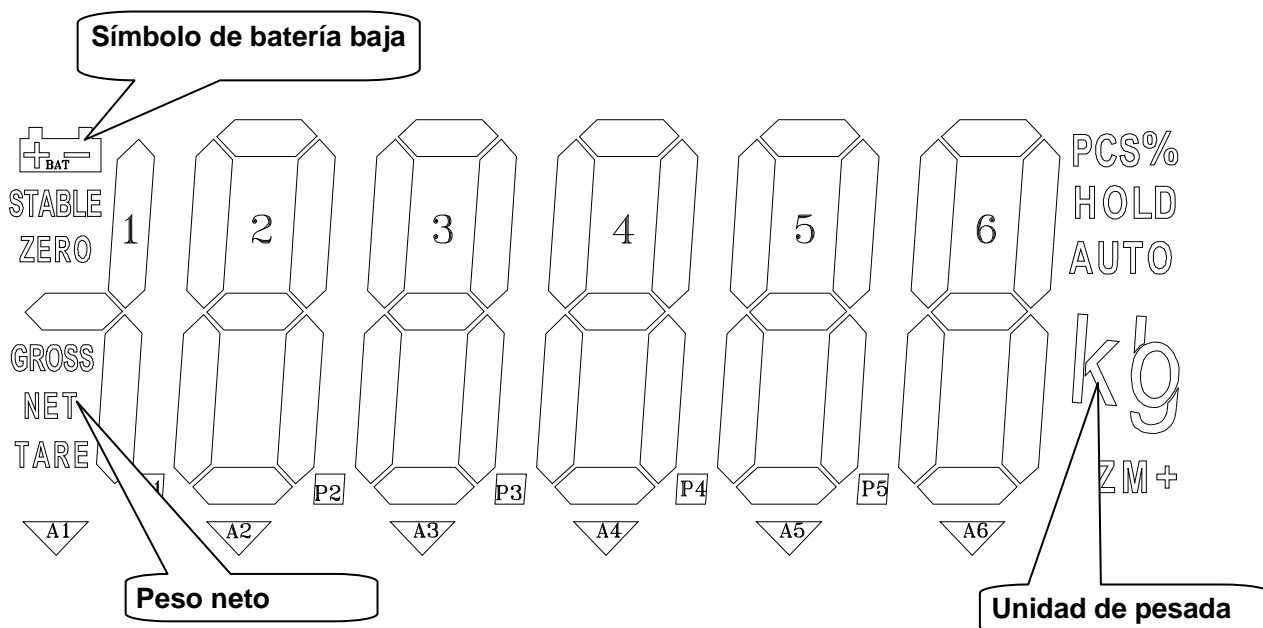 Símbolo de batería baja
BAT
PCS%
STABLE
HOLD
1 2 3 4 5 6
ZERO
AUTO
GROSS
kg
NET
TARE
P2 P3 P4 P5
ZM+
A1 A2 A3 A4 A5 A6
Peso neto
Unidad de pesada